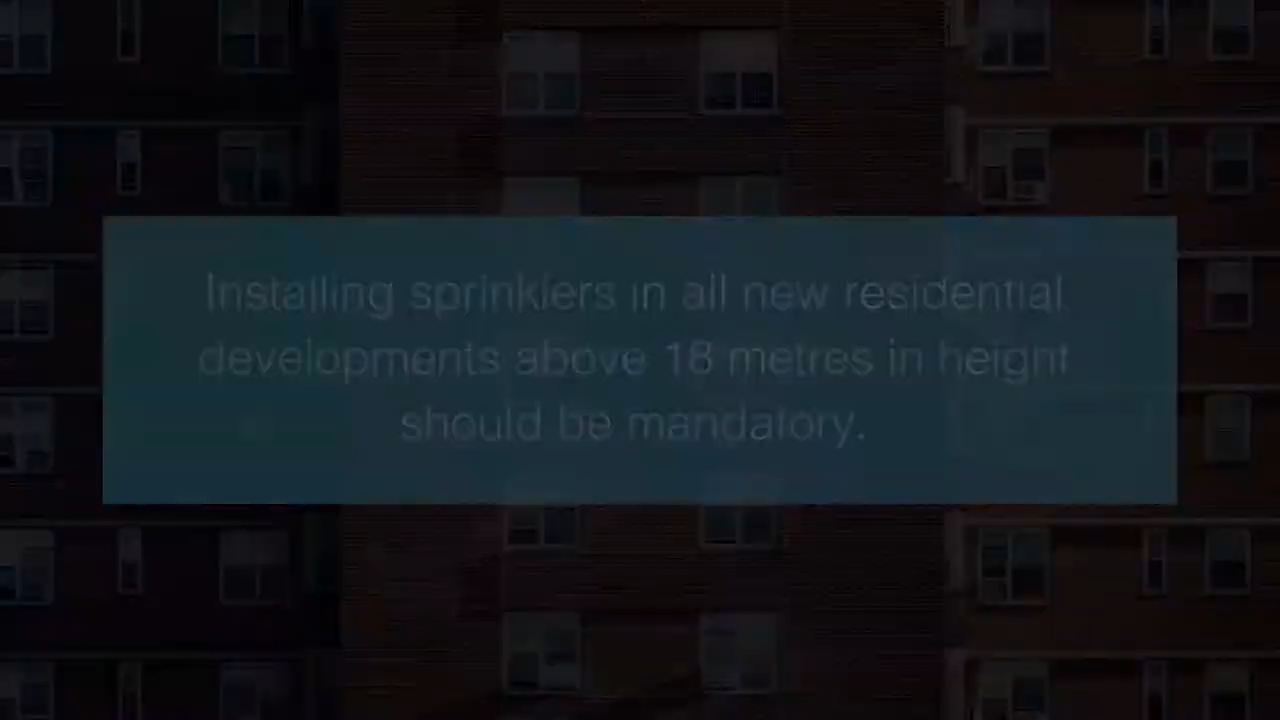 Installing sprinklers in all new residential
developments above 18 metres in height
should be mandatory.